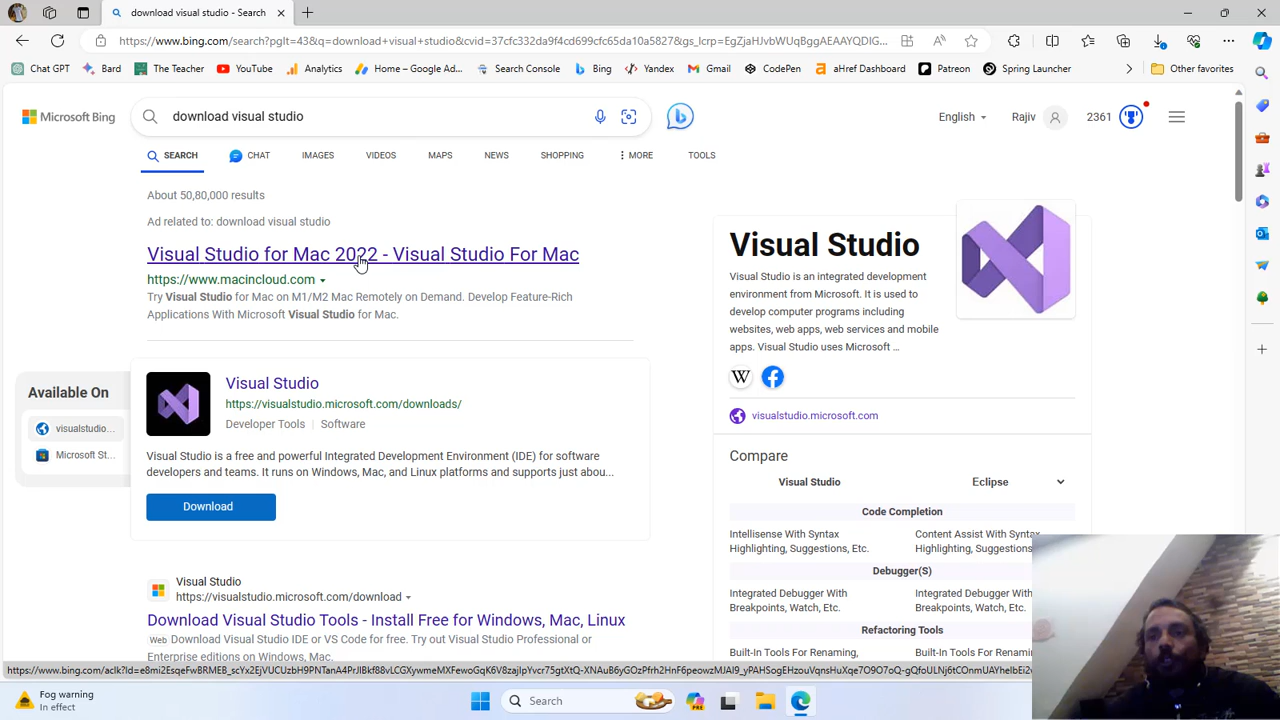 download visual studio - Search
https://www.bing.com/search?pglt=43&q=download+visual+studio&cvid=37cfc332da9f4cd699cfc65da10a5827&gs_lcrp=EgZjaHJvbWUqBggAEAAYQDIG...
Chat GPT
Bard
The Teacher
YouTube
Analytics
Home – Google Ad...
Search Console
Bing
Yandex
Gmail
CodePen
aHref Dashboard
Patreon
Spring Launcher
Other favorites
Microsoft Bing
download visual studio
English
Rajiv
2361
SEARCH
CHAT
IMAGES
VIDEOS
MAPS
NEWS
SHOPPING
MORE
TOOLS
About 50,80,000 results
Ad related to: download visual studio
Visual Studio for Mac 2022 - Visual Studio For Mac
https://www.macincloud.com
Try Visual Studio for Mac on M1/M2 Mac Remotely on Demand. Develop Feature-Rich
Applications With Microsoft Visual Studio for Mac.
Available On
visualstudio...
Microsoft St...
Visual Studio
https://visualstudio.microsoft.com/downloads/
Developer Tools | Software
Visual Studio is a free and powerful Integrated Development Environment (IDE) for software
developers and teams. It runs on Windows, Mac, and Linux platforms and supports just abou...
Download
Visual Studio
https://visualstudio.microsoft.com/download
Download Visual Studio Tools - Install Free for Windows, Mac, Linux
Web Download Visual Studio IDE or VS Code for free. Try out Visual Studio Professional or
Enterprise editions on Windows, Mac.
Visual Studio
Visual Studio is an integrated development
environment from Microsoft. It is used to
develop computer programs including
websites, web apps, web services and mobile
apps. Visual Studio uses Microsoft ...
W
visualstudio.microsoft.com
Compare
Visual Studio
Eclipse
Code Completion
Intellisense With Syntax
Highlighting, Suggestions, Etc.
Content Assist With Syntax
Highlighting, Suggestions
Debugger(S)
Integrated Debugger With
Breakpoints, Watch, Etc.
Integrated Debugger With
Breakpoints, Watch, Etc.
Refactoring Tools
Built-In Tools For Renaming,
Built-In Tools For Renam
Fog warning
In effect
Search
PRE